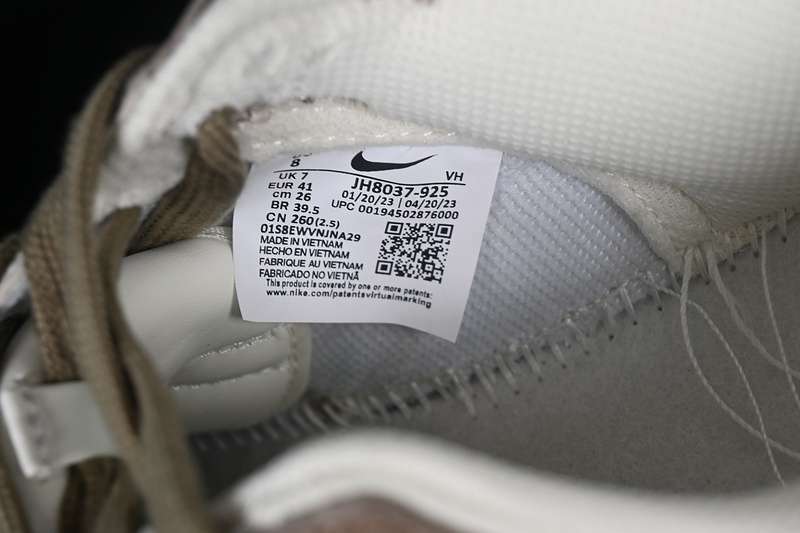 8
UK 7
EUR 41
cm 26
BR 39.5
CN 260(2.5)
01S8EWVNJNA29
MADE IN VIETNAM
HECHO EN VIETNAM
FABRIQUE AU VIETNAM
FABRICADO NO VIETNÃ
This product is covered by one or more patents:
www.nike.com/patentsvirtualmarking
VH
JH8037-925
01/20/23 | 04/20/23
UPC 00194502876000